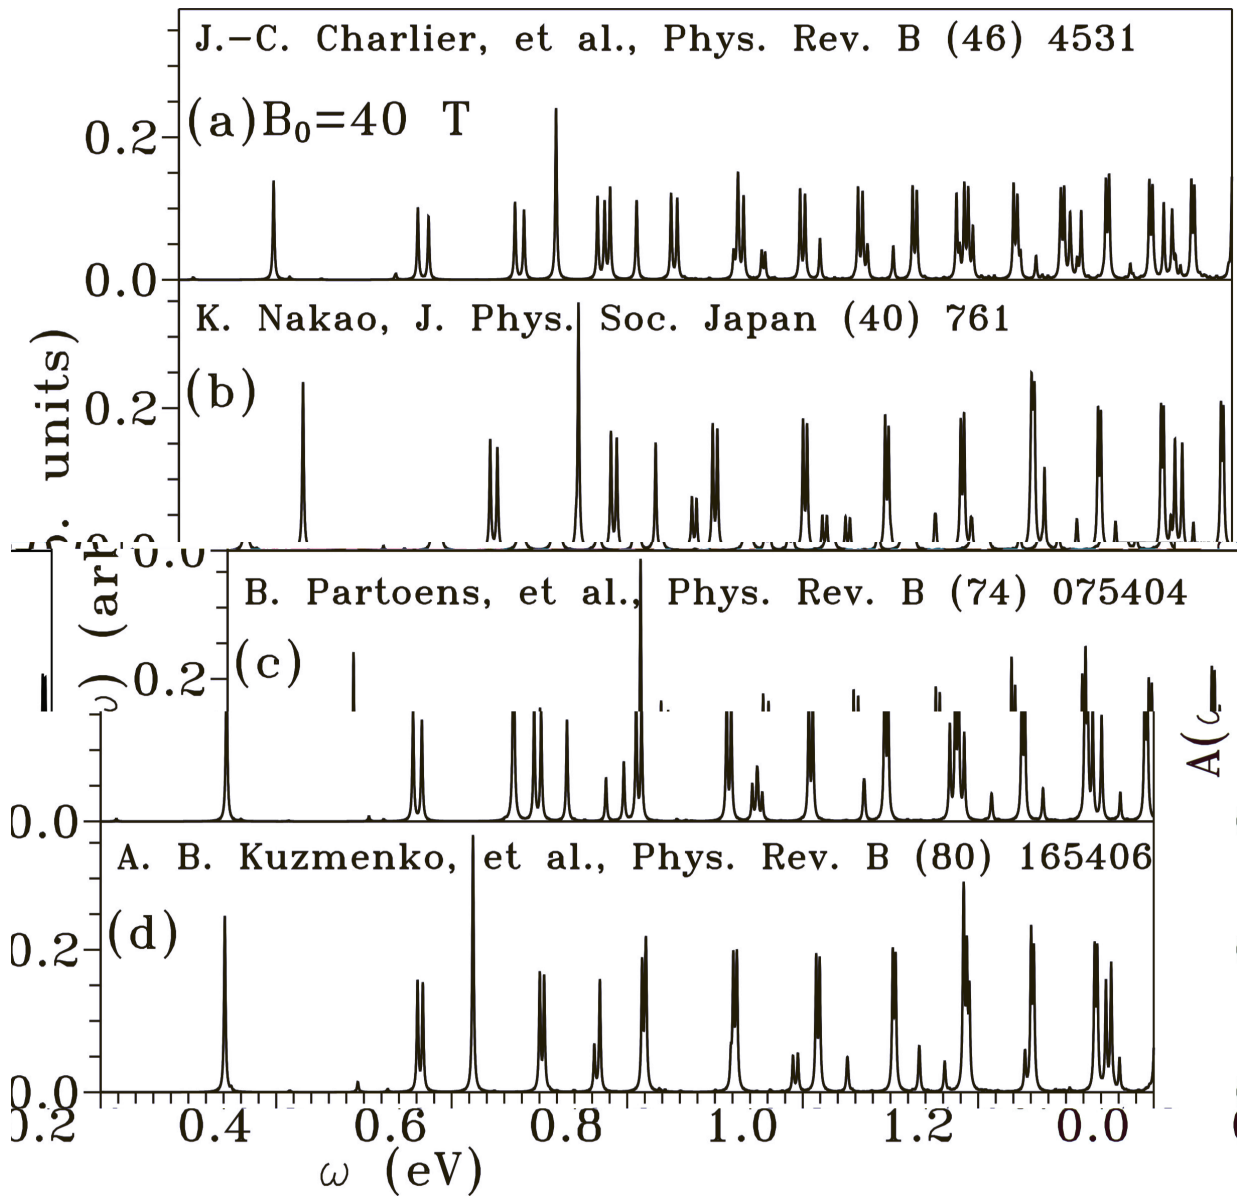 J.-C. Charlier, et al., Phys. Rev. B (46) 4531
(a) B₀=40 T
0.2
0.0
K. Nakao, J. Phys. Soc. Japan (40) 761
(b)
0.2
units)
0.0
B. Partoens, et al., Phys. Rev. B (74) 075404
(c)
0.2
0.0
A. B. Kuzmenko, et al., Phys. Rev. B (80) 165406
(d)
0.2
0.0
0.2 0.4 0.6 0.8 1.0 1.2 0.0
ω (eV)